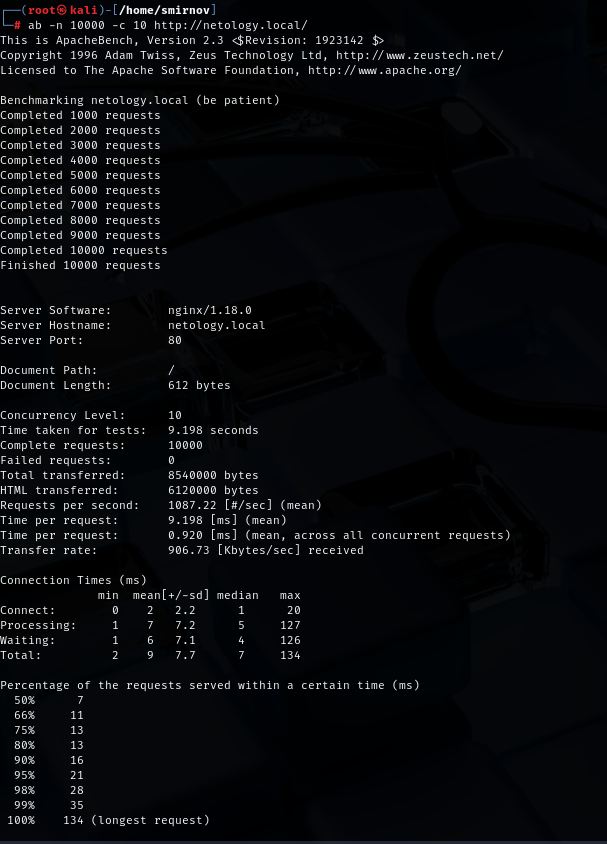 ┌──(root㉿kali)-[/home/smirnov]
└─# ab -n 10000 -c 10 http://netology.local/
This is ApacheBench, Version 2.3 <$Revision: 1923142 $>
Copyright 1996 Adam Twiss, Zeus Technology Ltd, http://www.zeustech.net/
Licensed to The Apache Software Foundation, http://www.apache.org/

Benchmarking netology.local (be patient)
Completed 1000 requests
Completed 2000 requests
Completed 3000 requests
Completed 4000 requests
Completed 5000 requests
Completed 6000 requests
Completed 7000 requests
Completed 8000 requests
Completed 9000 requests
Completed 10000 requests
Finished 10000 requests


Server Software:        nginx/1.18.0
Server Hostname:        netology.local
Server Port:            80

Document Path:          /
Document Length:        612 bytes

Concurrency Level:      10
Time taken for tests:   9.198 seconds
Complete requests:      10000
Failed requests:        0
Total transferred:      8540000 bytes
HTML transferred:       6120000 bytes
Requests per second:    1087.22 [#/sec] (mean)
Time per request:       9.198 [ms] (mean)
Time per request:       0.920 [ms] (mean, across all concurrent requests)
Transfer rate:          906.73 [Kbytes/sec] received

Connection Times (ms)
              min  mean[+/-sd] median   max
Connect:        0    2   2.2      1      20
Processing:     1    7   7.2      5     127
Waiting:        1    6   7.1      4     126
Total:          2    9   7.7      7     134

Percentage of the requests served within a certain time (ms)
  50%      7
  66%     11
  75%     13
  80%     13
  90%     16
  95%     21
  98%     28
  99%     35
 100%    134 (longest request)